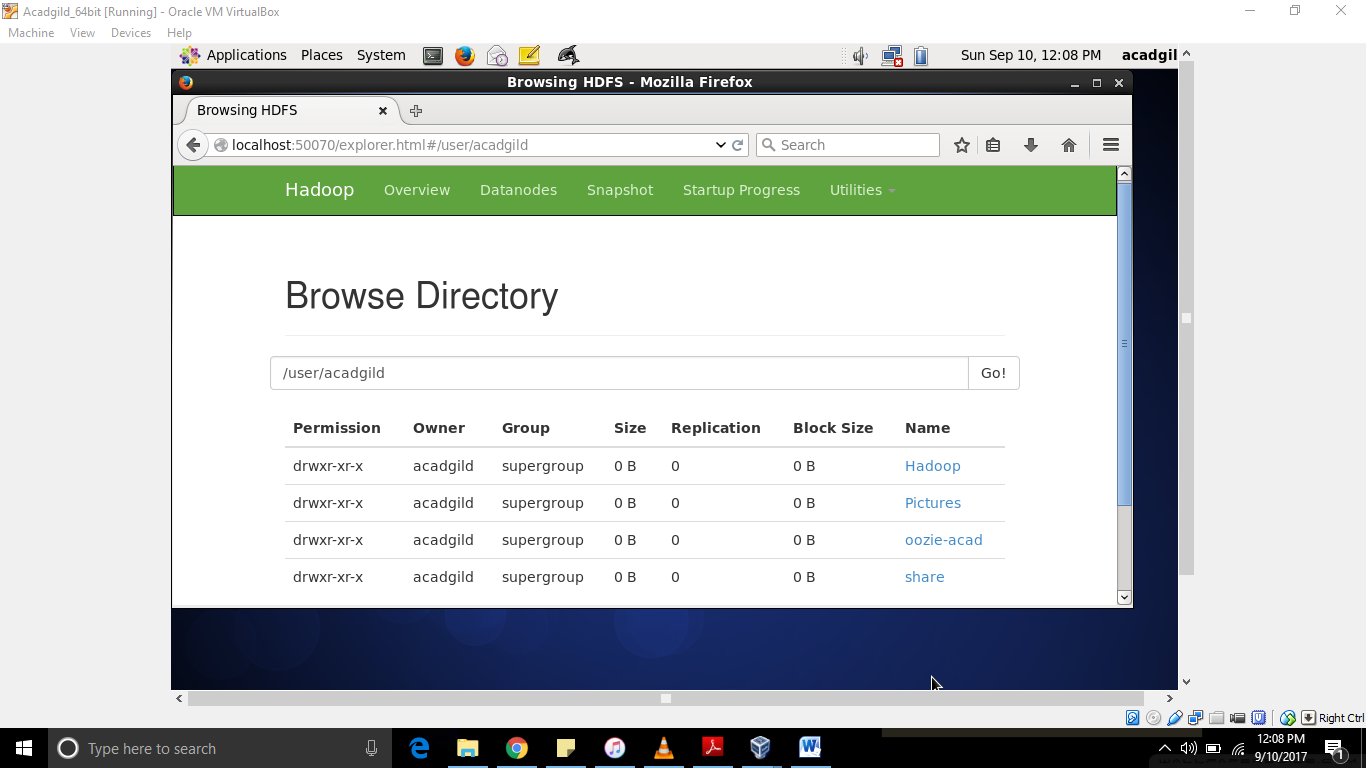 Acadgild_64bit [Running] - Oracle VM VirtualBox
Machine View Devices Help
Applications Places System Sun Sep 10, 12:08 PM acadgil
Browsing HDFS - Mozilla Firefox
Browsing HDFS
localhost:50070/explorer.html#/user/acadgild Search
Hadoop Overview Datanodes Snapshot Startup Progress Utilities
Browse Directory
/user/acadgild Go!
Permission Owner Group Size Replication Block Size Name
drwxr-xr-x acadgild supergroup 0 B 0 0 B Hadoop
drwxr-xr-x acadgild supergroup 0 B 0 0 B Pictures
drwxr-xr-x acadgild supergroup 0 B 0 0 B oozie-acad
drwxr-xr-x acadgild supergroup 0 B 0 0 B share
Right Ctrl
Type here to search 12:08 PM
9/10/2017 1